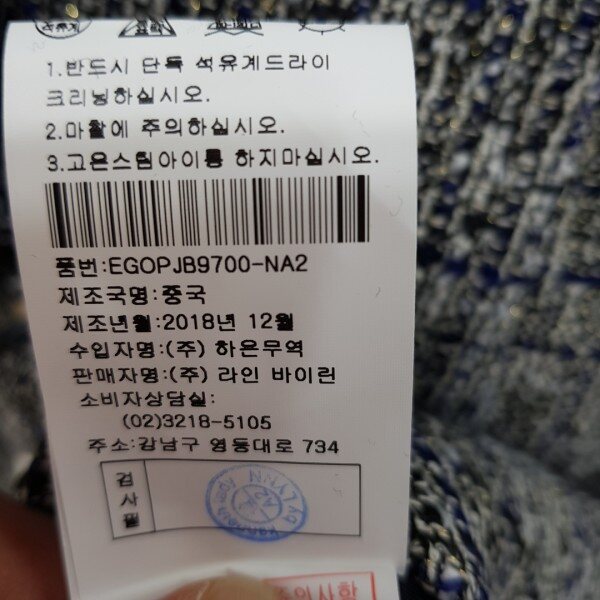 1.반드시 단독 석유계드라이
크리닝하십시오.
2.마찰에 주의하십시오.
3.고온스팀아이롱 하지마십시오.
품번:EGOPJB9700-NA2
제조국명:중국
제조년월:2018년 12월
수입자명:(주) 하은무역
판매자명:(주) 라인 바이린
소비자상담실:
(02)3218-5105
주소:강남구 영동대로 734
검사필
주의사항